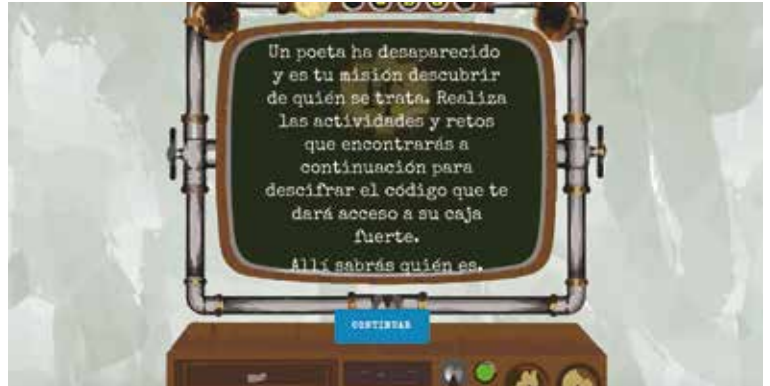 Un poeta ha desaparecido
y es tu misión descubrir
de quién se trata. Realiza
las actividades y retos
que encontrarás a
continuación para
descifrar el código que te
dará acceso a su caja
fuerte.
Allí sabrás quién es.
CONTINUAR